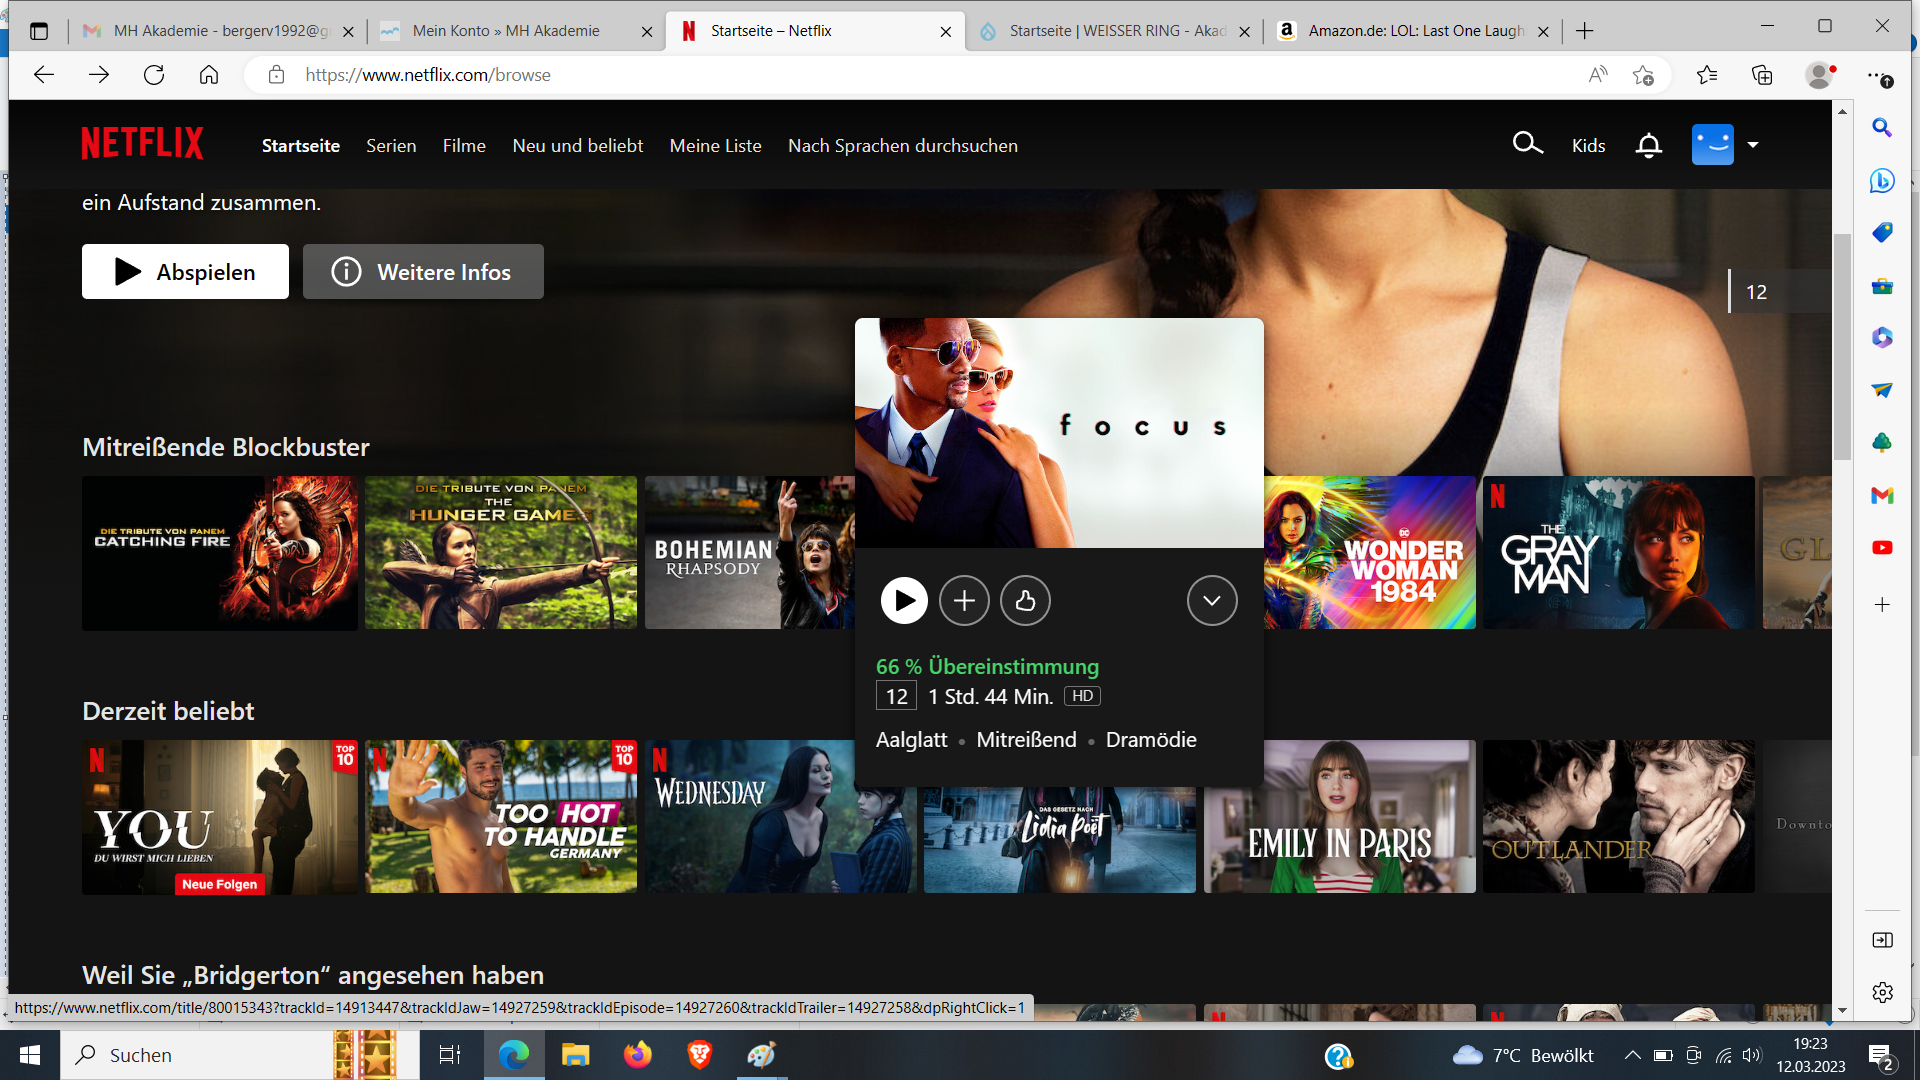 MH Akademie - bergerv1992@g
Mein Konto » MH Akademie
Startseite – Netflix
Startseite | WEISSER RING - Akad
Amazon.de: LOL: Last One Laugh
https://www.netflix.com/browse
NETFLIX
Startseite
Serien
Filme
Neu und beliebt
Meine Liste
Nach Sprachen durchsuchen
Kids
ein Aufstand zusammen.
Abspielen
Weitere Infos
12
focus
Mitreißende Blockbuster
DIE TRIBUTE VON PANEM
CATCHING FIRE
DIE TRIBUTE VON PANEM
THE
HUNGER GAMES
BOHEMIAN
RHAPSODY
WONDER
WOMAN
1984
THE
GRAY
MAN
GL
66 % Übereinstimmung
12 1 Std. 44 Min. HD
Aalglatt • Mitreißend • Dramödie
Derzeit beliebt
TOP
10
YOU
DU WIRST MICH LIEBEN
Neue Folgen
TOP
10
TOO HOT
TO HANDLE
GERMANY
WEDNESDAY
DAS GESETZ NACH
Lidia Poët
EMILY IN PARIS
OUTLANDER
Downto
Weil Sie „Bridgerton“ angesehen haben
https://www.netflix.com/title/80015343?trackId=14913447&trackIdJaw=14927259&trackIdEpisode=14927260&trackIdTrailer=14927258&dpRightClick=1
Suchen
7°C Bewölkt
19:23
12.03.2023
2